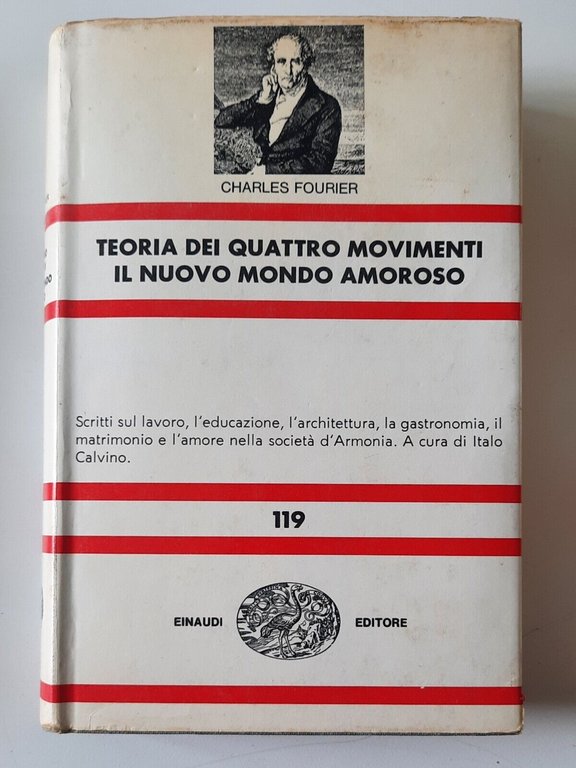 CHARLES FOURIER
TEORIA DEI QUATTRO MOVIMENTI
IL NUOVO MONDO AMOROSO
Scritti sul lavoro, l'educazione, l'architettura, la gastronomia, il
matrimonio e l'amore nella società d'Armonia. A cura di Italo
Calvino.
119
EINAUDI EDITORE